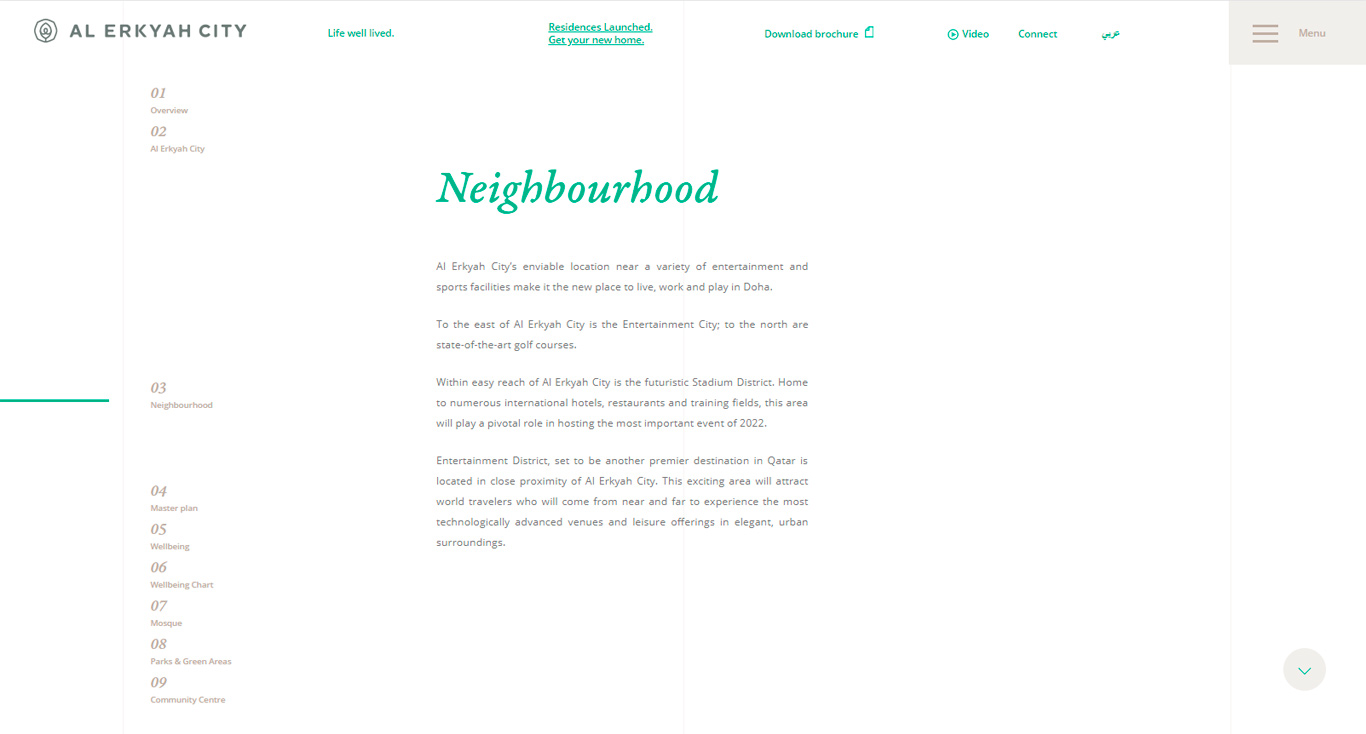 AL ERKYAH CITY
Life well lived.
Residences Launched.
Get your new home.
Download brochure
Video
Connect
عربي
Menu
01
Overview
02
Al Erkyah City
Neighbourhood
Al Erkyah City's enviable location near a variety of entertainment and
sports facilities make it the new place to live, work and play in Doha.
To the east of Al Erkyah City is the Entertainment City; to the north are
state-of-the-art golf courses.
Within easy reach of Al Erkyah City is the futuristic Stadium District. Home
to numerous international hotels, restaurants and training fields, this area
will play a pivotal role in hosting the most important event of 2022.
Entertainment District, set to be another premier destination in Qatar is
located in close proximity of Al Erkyah City. This exciting area will attract
world travelers who will come from near and far to experience the most
technologically advanced venues and leisure offerings in elegant, urban
surroundings.
03
Neighbourhood
04
Master plan
05
Wellbeing
06
Wellbeing Chart
07
Mosque
08
Parks & Green Areas
09
Community Centre